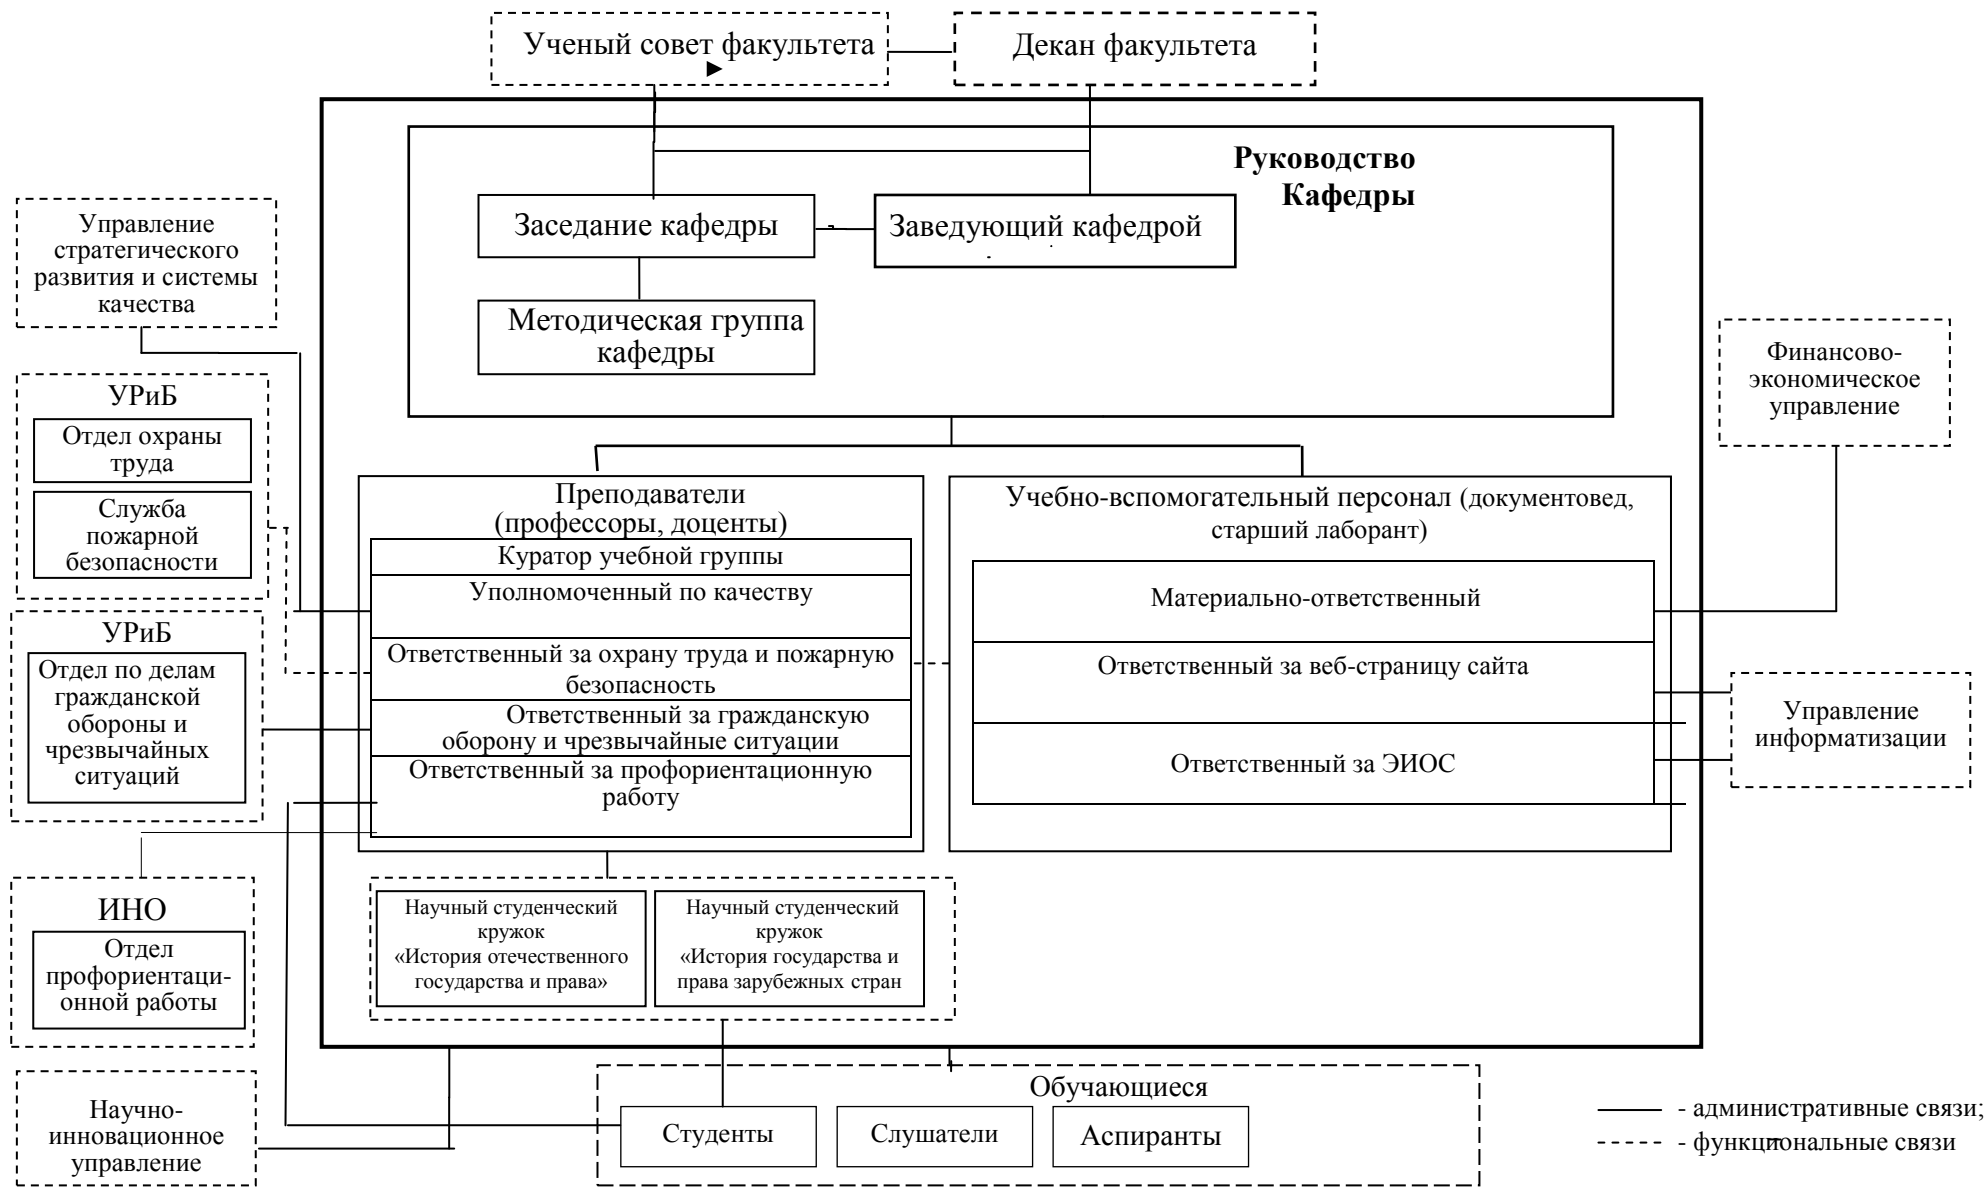 Ученый совет факультета
Декан факультета
Руководство
Кафедры
Заседание кафедры
Заведующий кафедрой
Методическая группа
кафедры
Управление
стратегического
развития и системы
качества
УРиБ
Отдел охраны
труда
Служба
пожарной
безопасности
УРиБ
Отдел по делам
гражданской
обороны и
чрезвычайных
ситуаций
ИНО
Отдел
профориентаци-
онной работы
Научно-
инновационное
управление
Преподаватели
(профессоры, доценты)
Куратор учебной группы
Уполномоченный по качеству
Ответственный за охрану труда и пожарную
безопасность
Ответственный за гражданскую
оборону и чрезвычайные ситуации
Ответственный за профориентационную
работу
Учебно-вспомогательный персонал (документовед,
старший лаборант)
Материально-ответственный
Ответственный за веб-страницу сайта
Ответственный за ЭИОС
Финансово-
экономическое
управление
Управление
информатизации
Научный студенческий
кружок
«История отечественного
государства и права»
Научный студенческий
кружок
«История государства и
права зарубежных стран
Обучающиеся
Студенты
Слушатели
Аспиранты
- административные связи;
- функциональные связи